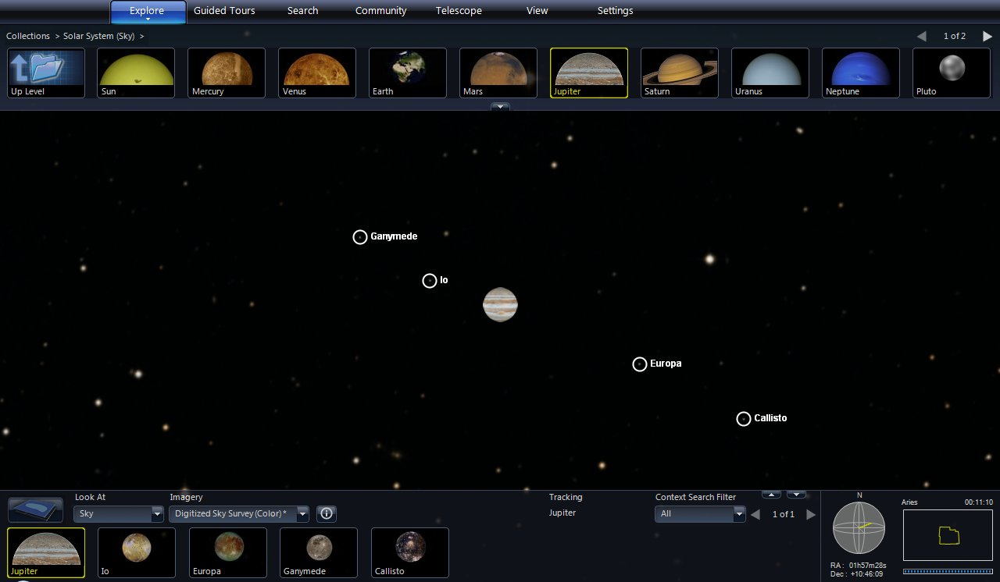 Explore Guided Tours Search Community Telescope View Settings
Collections > Solar System (Sky) > 1 of 2
Up Level Sun Mercury Venus Earth Mars Jupiter Saturn Uranus Neptune Pluto
Ganymede
Io
Europa
Callisto
Look At Imagery Tracking Context Search Filter N Aries 00:11:10
Sky Digitized Sky Survey (Color) * Jupiter All 1 of 1
Jupiter Io Europa Ganymede Callisto
RA : 01h57m28s
Dec : +10:46:09